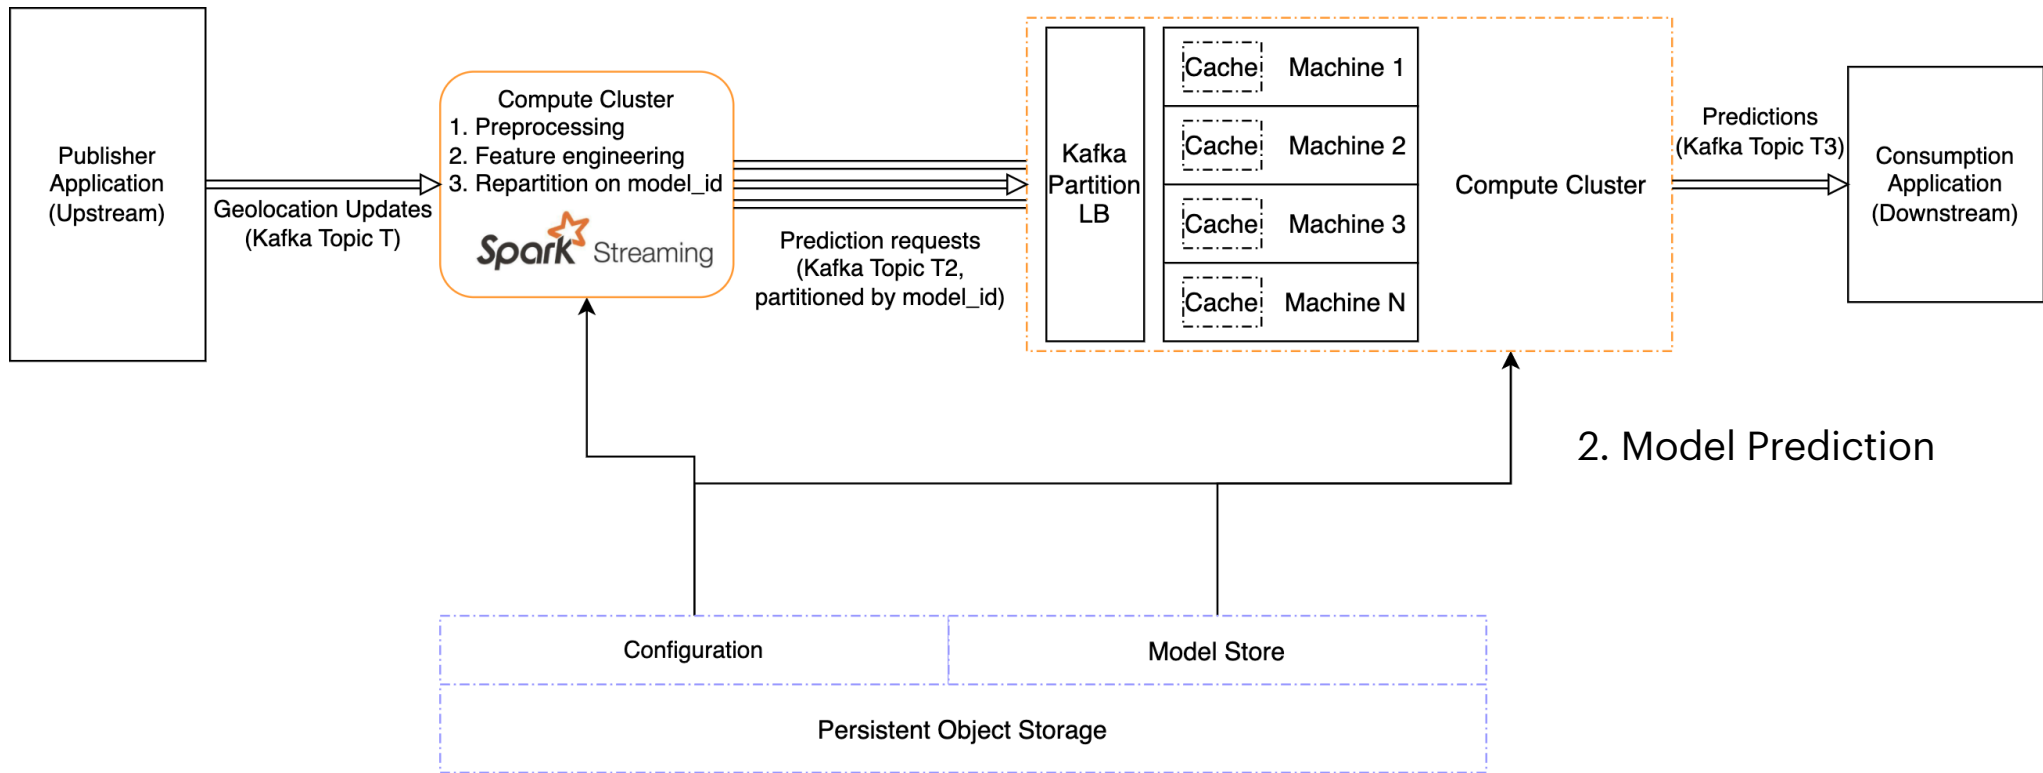 Publisher
Application
(Upstream)
Geolocation Updates
(Kafka Topic T)
Compute Cluster
1. Preprocessing
2. Feature engineering
3. Repartition on model_id
Spark Streaming
Prediction requests
(Kafka Topic T2,
partitioned by model_id)
Kafka
Partition
LB
Cache Machine 1
Cache Machine 2
Cache Machine 3
Cache Machine N
Compute Cluster
Predictions
(Kafka Topic T3)
Consumption
Application
(Downstream)
2. Model Prediction
Configuration
Model Store
Persistent Object Storage